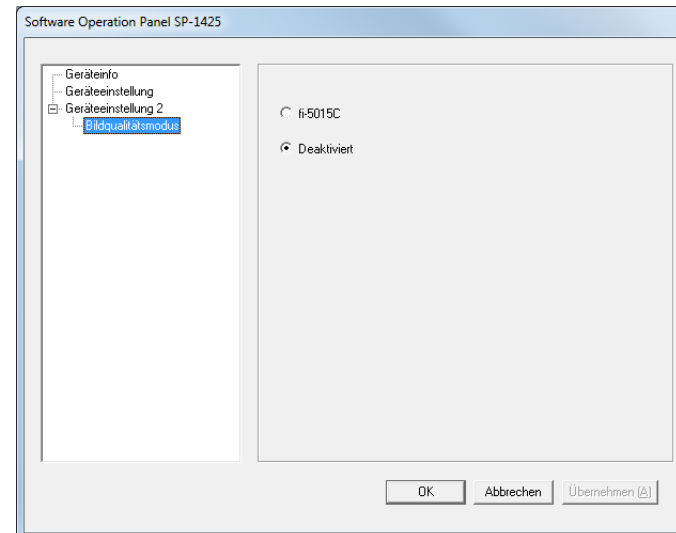 Software Operation Panel SP-1425
Geräteinfo
Geräteeinstellung
Geräteeinstellung 2
Bildqualitätsmodus
fi-5015C
Deaktiviert
OK
Abbrechen
Übernehmen (A)